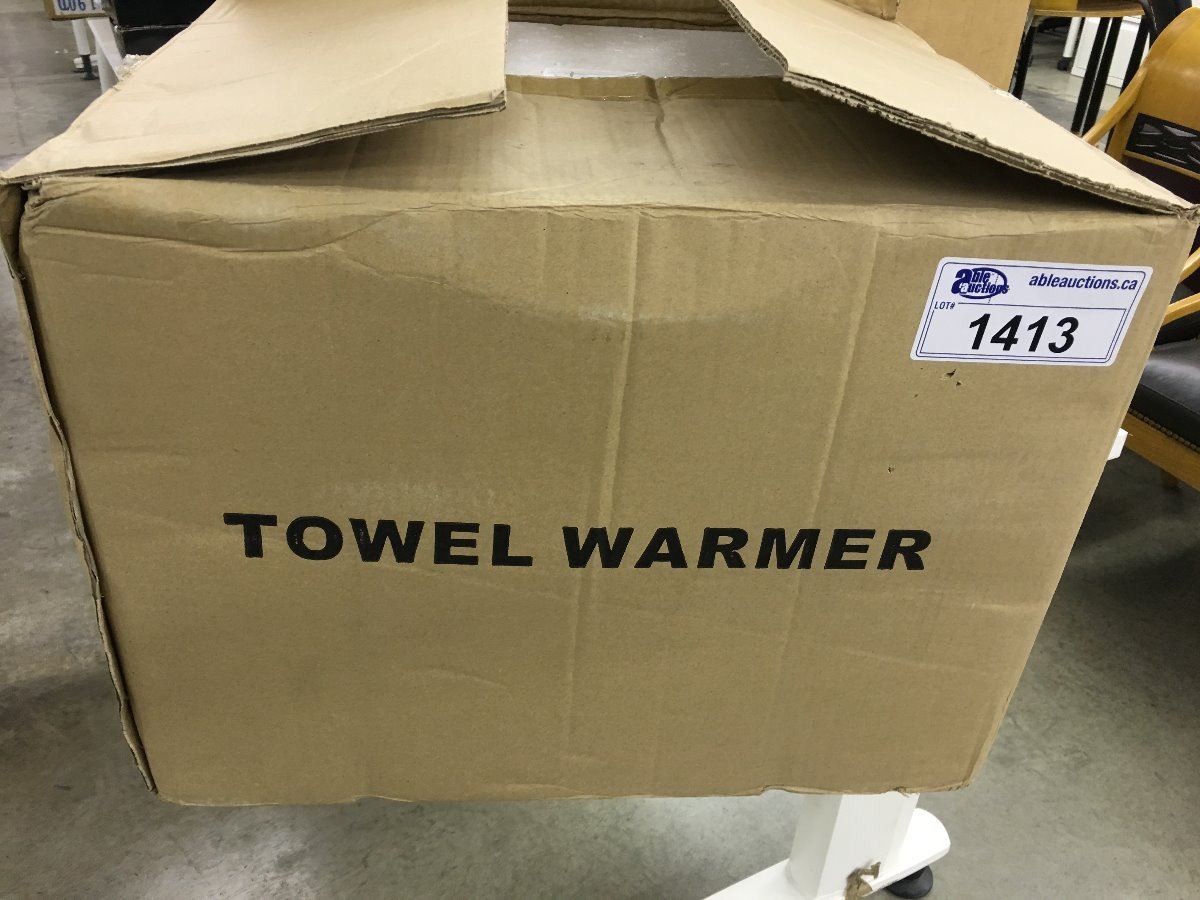 able auctions
ableauctions.ca
LOT#
1413
TOWEL WARMER